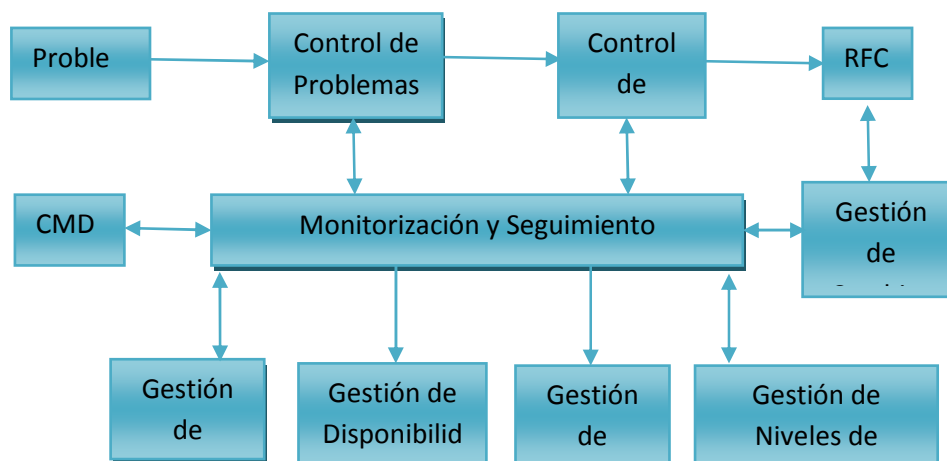 Proble
Control de
Problemas
Control
de
RFC
CMD
Monitorización y Seguimiento
Gestión
de
Gestión
de
Gestión de
Disponibilid
Gestión
de
Gestión de
Niveles de